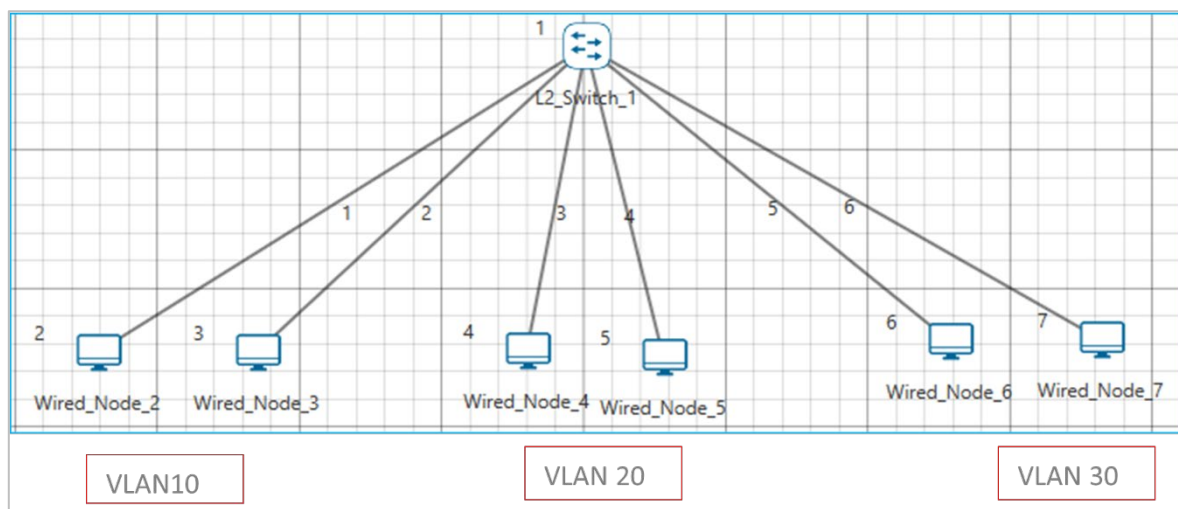 1
L2_Switch_1
1
2
3
4
5
6
2
3
4
5
6
7
Wired_Node_2
Wired_Node_3
Wired_Node_4
Wired_Node_5
Wired_Node_6
Wired_Node_7
VLAN10
VLAN 20
VLAN 30